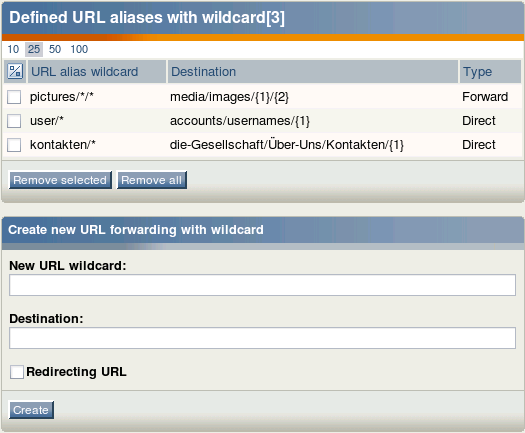 Defined URL aliases with wildcard[3]
10 25 50 100
URL alias wildcard Destination Type
pictures/*/* media/images/{1}/{2} Forward
user/* accounts/usernames/{1} Direct
kontakten/* die-Gesellschaft/Über-Uns/Kontakten/{1} Direct
Remove selected Remove all
Create new URL forwarding with wildcard
New URL wildcard:
Destination:
Redirecting URL
Create